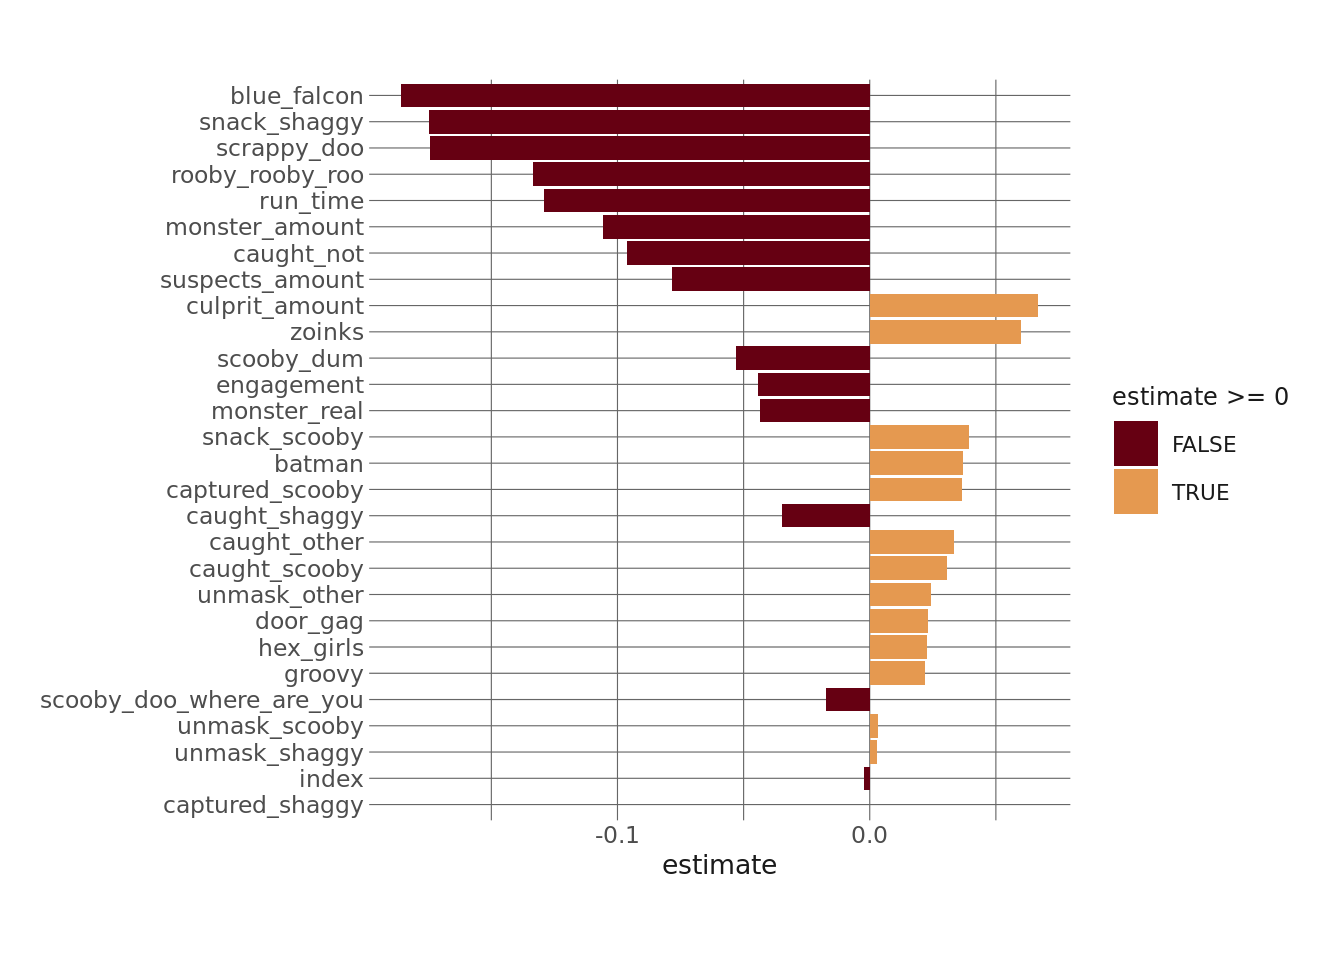 blue_falcon
snack_shaggy
scrappy_doo
rooby_rooby_roo
run_time
monster_amount
caught_not
suspects_amount
culprit_amount
zoinks
scooby_dum
engagement
monster_real
snack_scooby
batman
captured_scooby
caught_shaggy
caught_other
caught_scooby
unmask_other
door_gag
hex_girls
groovy
scooby_doo_where_are_you
unmask_scooby
unmask_shaggy
index
captured_shaggy
-0.1 0.0
estimate
estimate >= 0
FALSE
TRUE